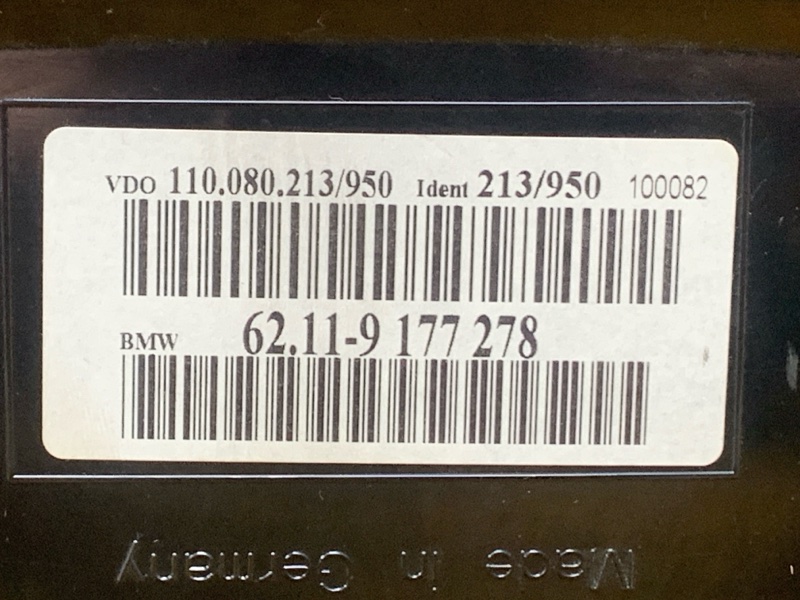 VDO 110.080.213/950 Ident 213/950 100082
BMW 62.11-9 177 278
Made in Germany